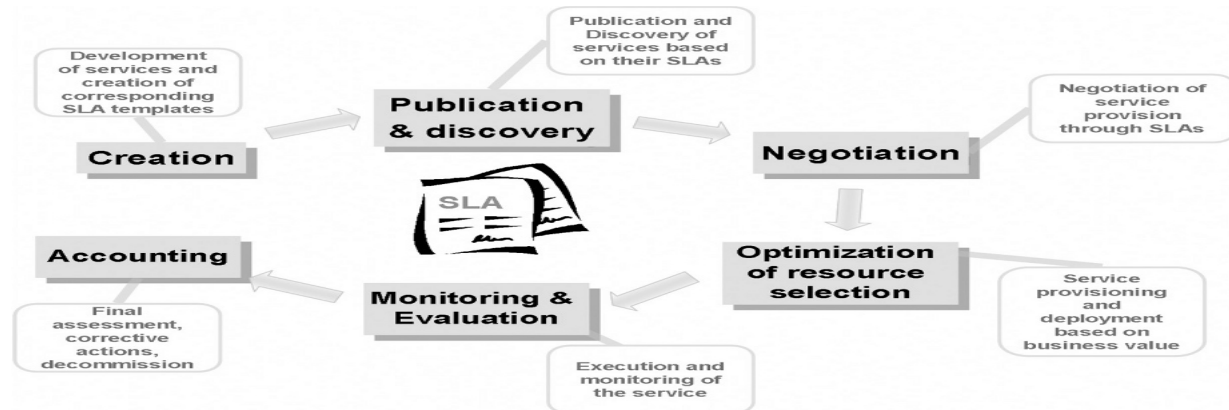 Development
of services and
creation of
corresponding
SLA templates
Creation
Publication and
Discovery of
services based
on their SLAs
Publication
& discovery
Negotiation of
service
provision
through SLAs
Negotiation
SLA
Optimization
of resource
selection
Service
provisioning
and
deployment
based on
business value
Monitoring &
Evaluation
Execution and
monitoring of
the service
Accounting
Final
assessment,
corrective
actions,
decommission